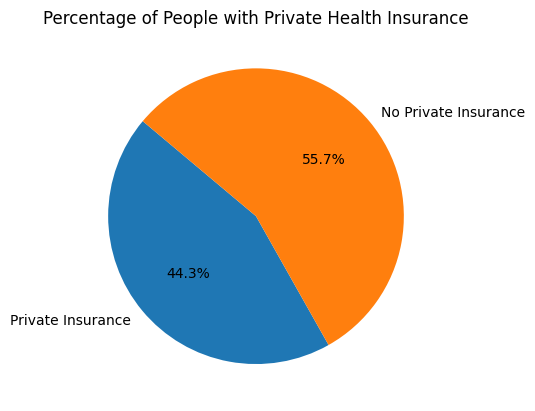 Percentage of People with Private Health Insurance
No Private Insurance
55.7%
44.3%
Private Insurance